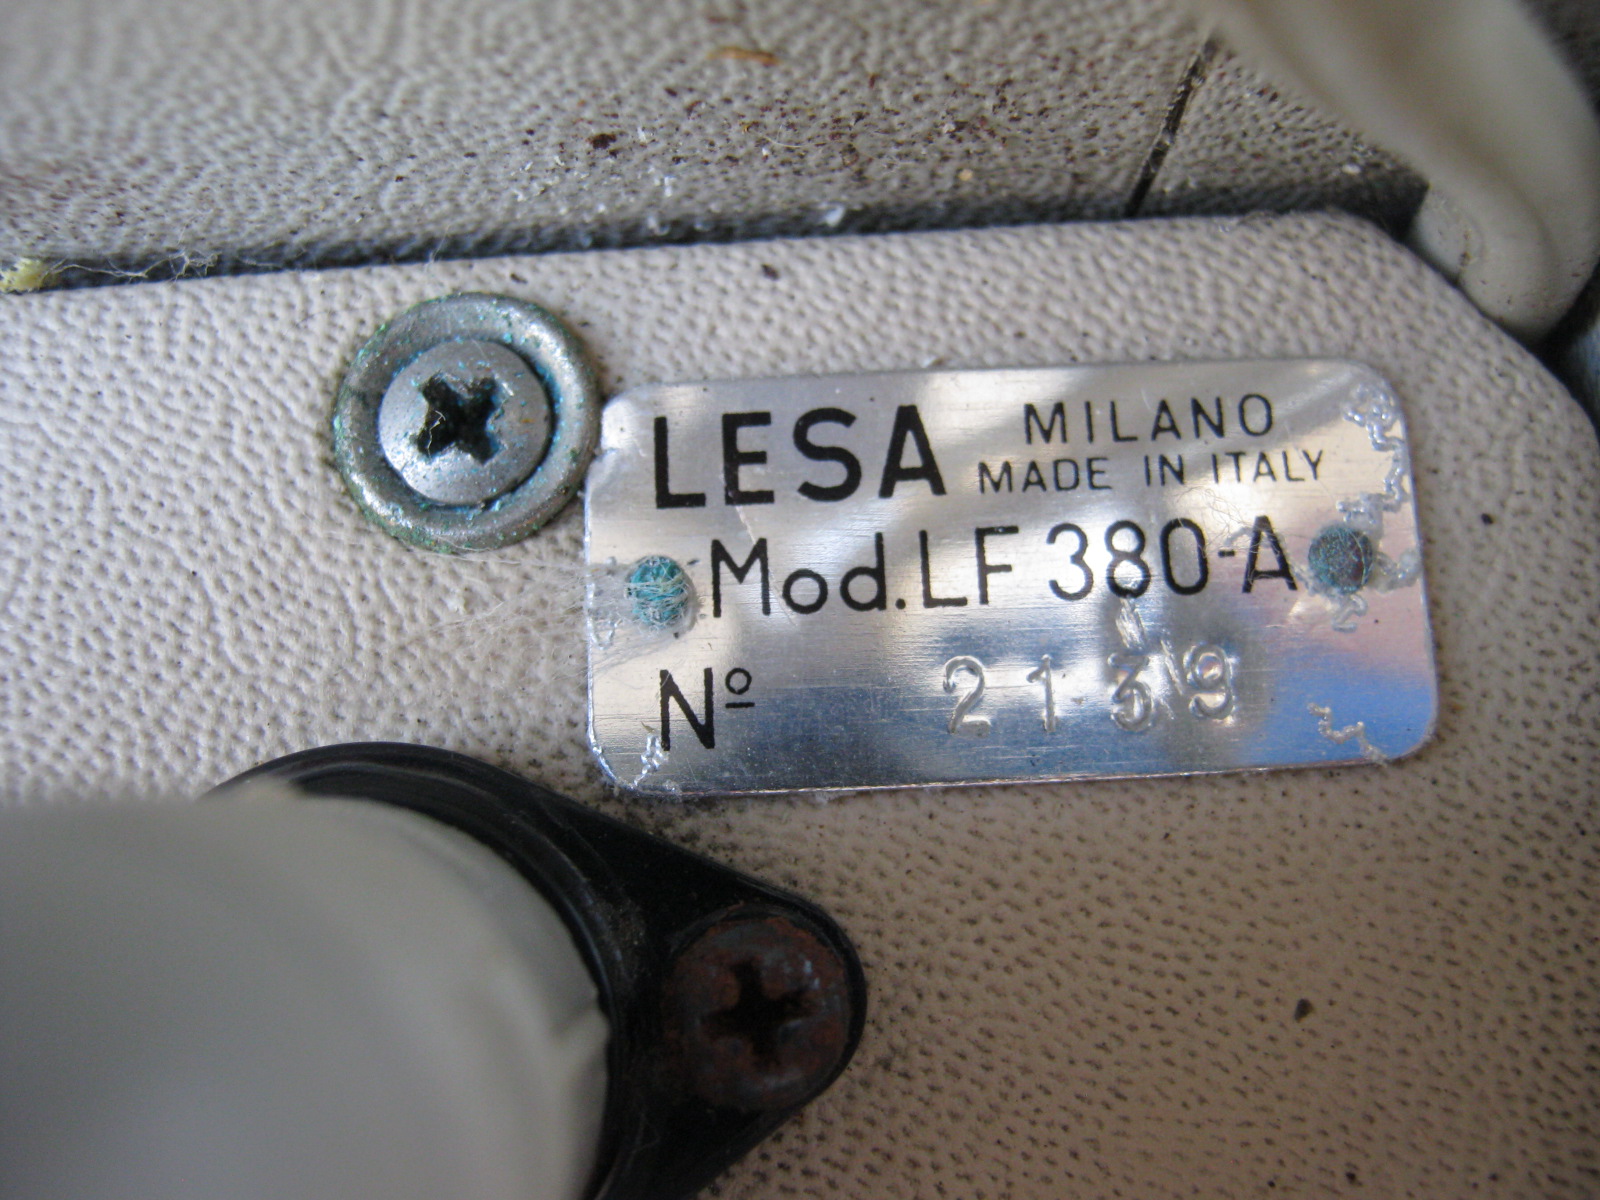 LESA MILANO
MADE IN ITALY
Mod. LF 380-A
Nº 2139